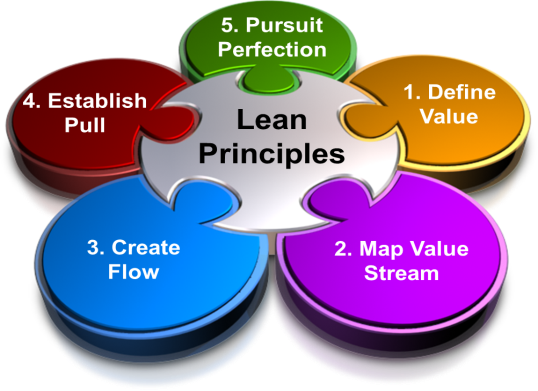 Lean
Principles
1. Define
Value
2. Map Value
Stream
3. Create
Flow
4. Establish
Pull
5. Pursuit
Perfection